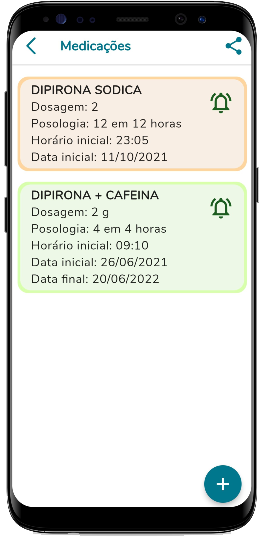 Medicações
DIPIRONA SODICA
Dosagem: 2
Posologia: 12 em 12 horas
Horário inicial: 23:05
Data inicial: 11/10/2021
DIPIRONA + CAFEINA
Dosagem: 2 g
Posologia: 4 em 4 horas
Horário inicial: 09:10
Data inicial: 26/06/2021
Data final: 20/06/2022